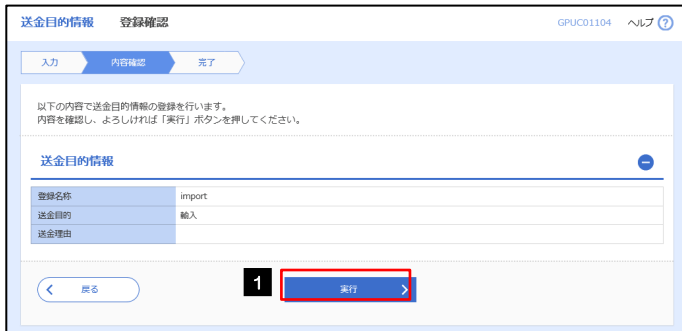 送金目的情報 登録確認 GPUC01104 ヘルプ ?
入力 内容確認 完了
以下の内容で送金目的情報の登録を行います。
内容を確認し、よろしければ「実行」ボタンを押してください。
送金目的情報
登録名称 import
送金目的 輸入
送金理由
戻る 1 実行